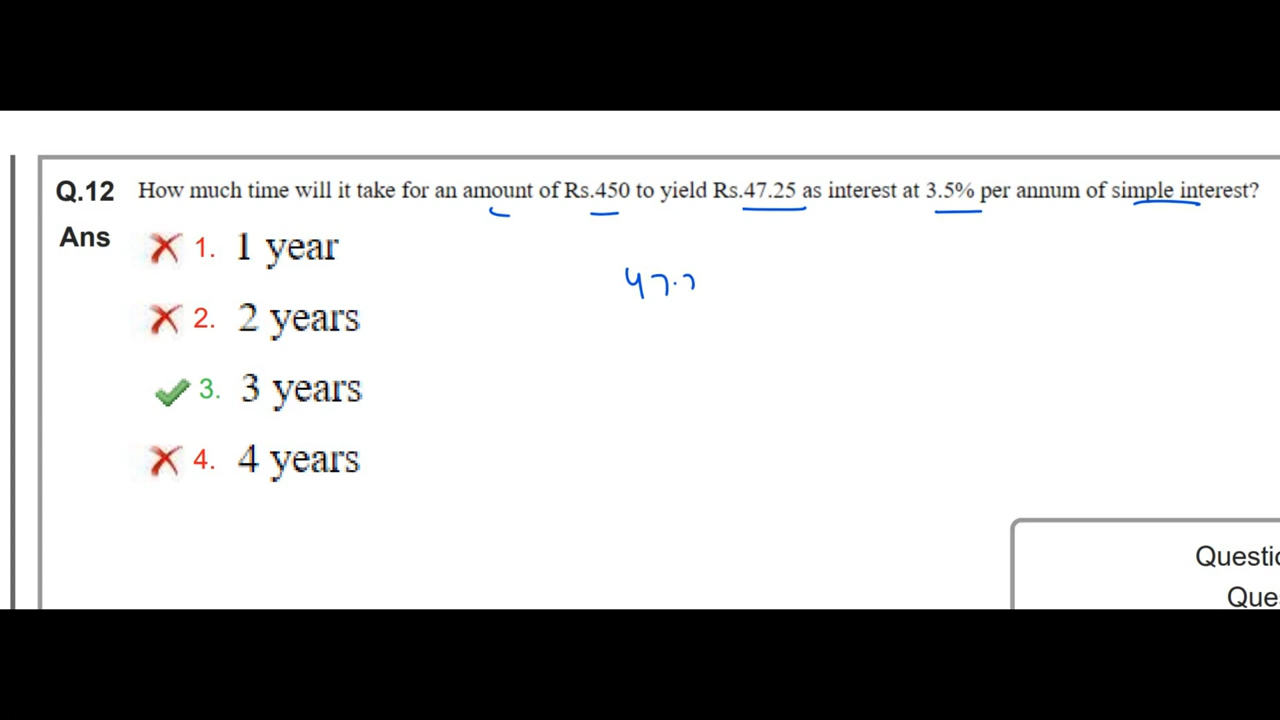 Q.12 How much time will it take for an amount of Rs.450 to yield Rs.47.25 as interest at 3.5% per annum of simple interest?
Ans 1. 1 year
2. 2 years
47.2
3. 3 years
4. 4 years
Questio
Que